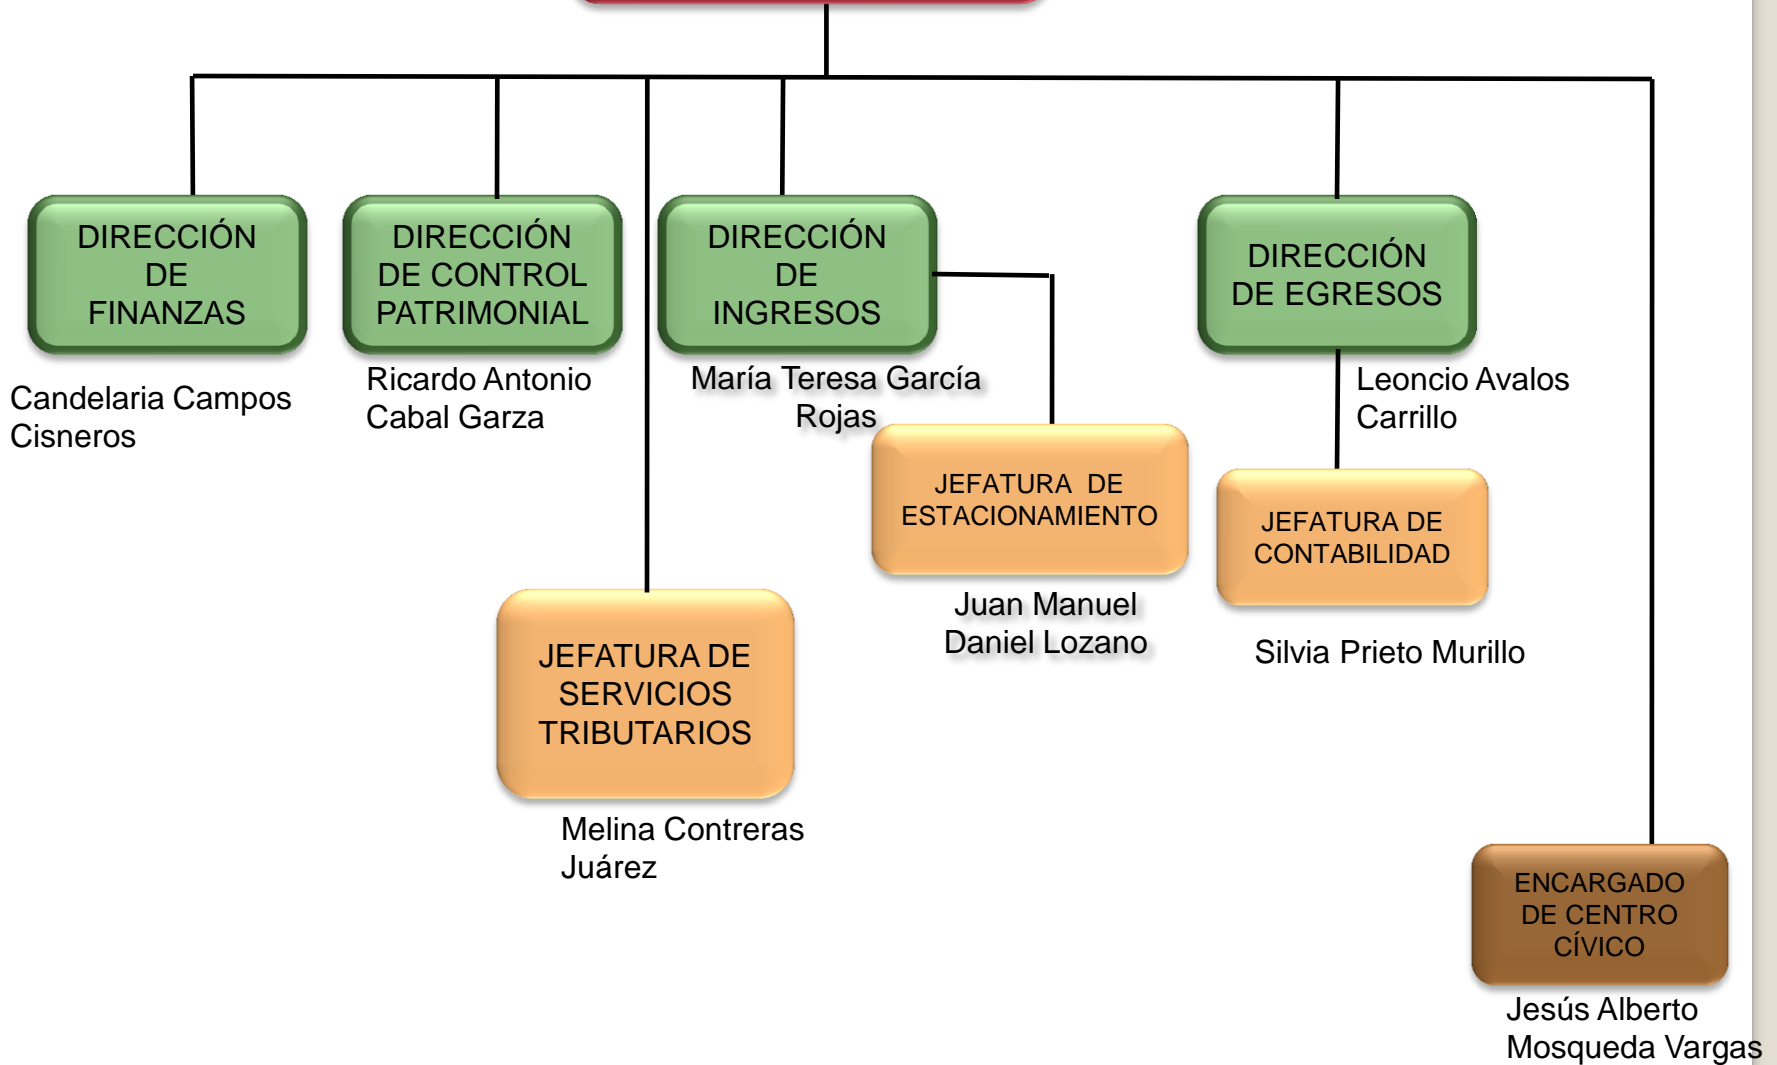 DIRECCIÓN
DE
FINANZAS
Candelaria Campos
Cisneros
DIRECCIÓN
DE CONTROL
PATRIMONIAL
Ricardo Antonio
Cabal Garza
DIRECCIÓN
DE
INGRESOS
María Teresa García
Rojas
DIRECCIÓN
DE EGRESOS
Leoncio Avalos
Carrillo
JEFATURA DE
ESTACIONAMIENTO
Juan Manuel
Daniel Lozano
JEFATURA DE
CONTABILIDAD
Silvia Prieto Murillo
JEFATURA DE
SERVICIOS
TRIBUTARIOS
Melina Contreras
Juárez
ENCARGADO
DE CENTRO
CÍVICO
Jesús Alberto
Mosqueda Vargas